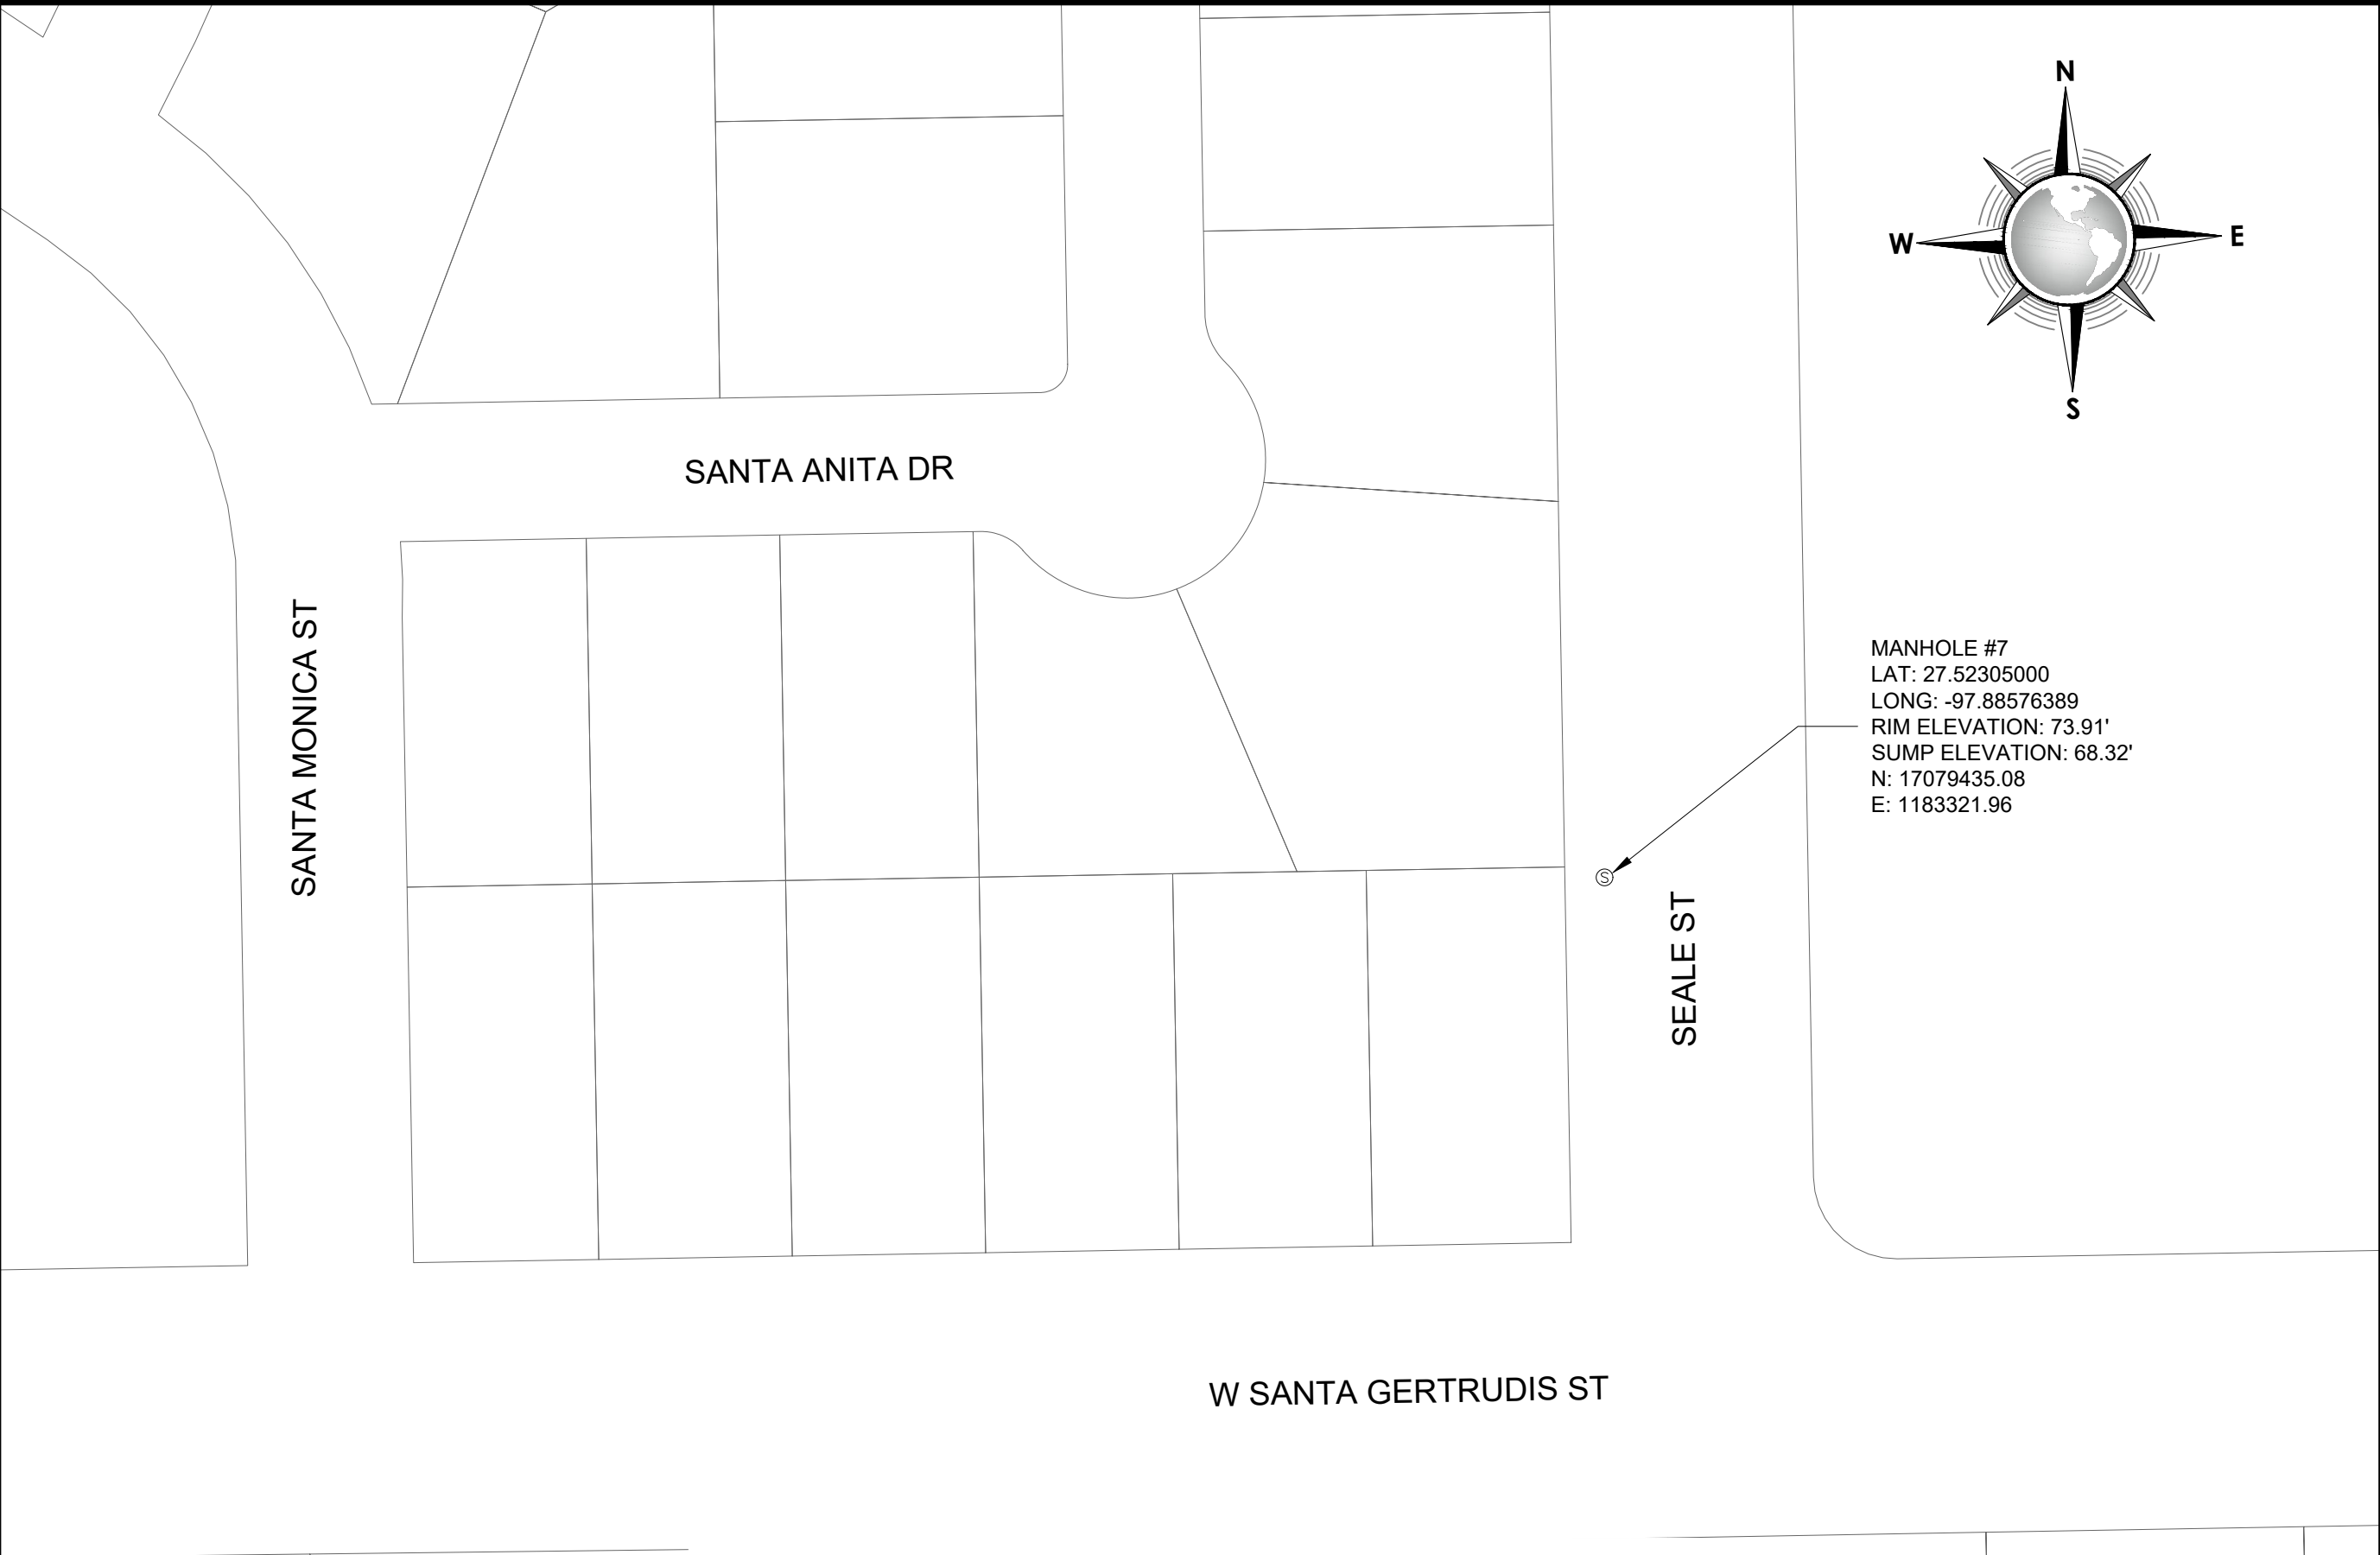 N
W
E
S
SANTA ANITA DR
SANTA MONICA ST
MANHOLE #7
LAT: 27.52305000
LONG: -97.88576389
RIM ELEVATION: 73.91'
SUMP ELEVATION: 68.32'
N: 17079435.08
E: 1183321.96
S
SEALE ST
W SANTA GERTRUDIS ST